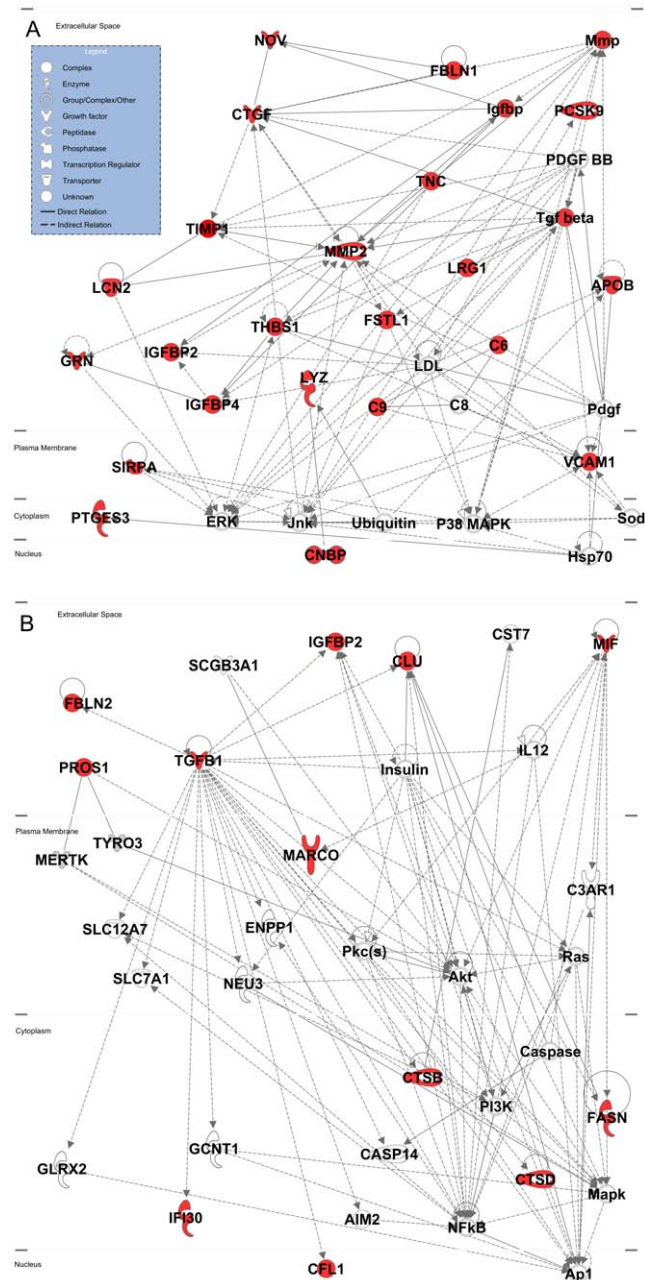 A
Extracellular Space
Legend
Complex
Enzyme
Group/Complex/Other
Growth factor
Peptidase
Phosphatase
Transcription Regulator
Transporter
Unknown
Direct Relation
Indirect Relation
NOV
FBLN1
Mmp
CTGF
Igfbp
PCSK9
PDGF BB
TNC
TIMP1
Tgf beta
MMP2
LRG1
LCN2
APOB
THBS1
FSTL1
GRN
IGFBP2
C6
LDL
LYZ
IGFBP4
C9
C8
Pdgf
Plasma Membrane
SIRPA
VCAM1
Cytoplasm
PTGES3
ERK
Jnk
Ubiquitin
P38 MAPK
Sod
Nucleus
CNBP
Hsp70
B
Extracellular Space
IGFBP2
CST7
MIF
SCGB3A1
CLU
FBLN2
IL12
PROS1
TGFB1
Insulin
Plasma Membrane
TYRO3
MERTK
MARCO
C3AR1
SLC12A7
ENPP1
Pkc(s)
Ras
SLC7A1
NEU3
Akt
Cytoplasm
Caspase
CTSB
PI3K
FASN
GCNT1
CASP14
GLRX2
CTSD
Mapk
IFI30
AIM2
NFkB
Nucleus
CFL1
Ap1